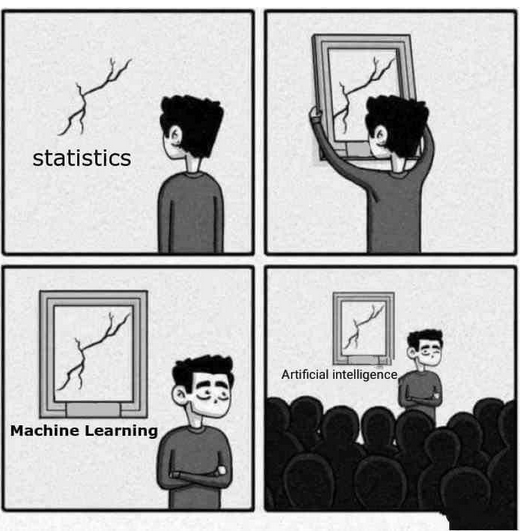 statistics
Machine Learning
Artificial intelligence